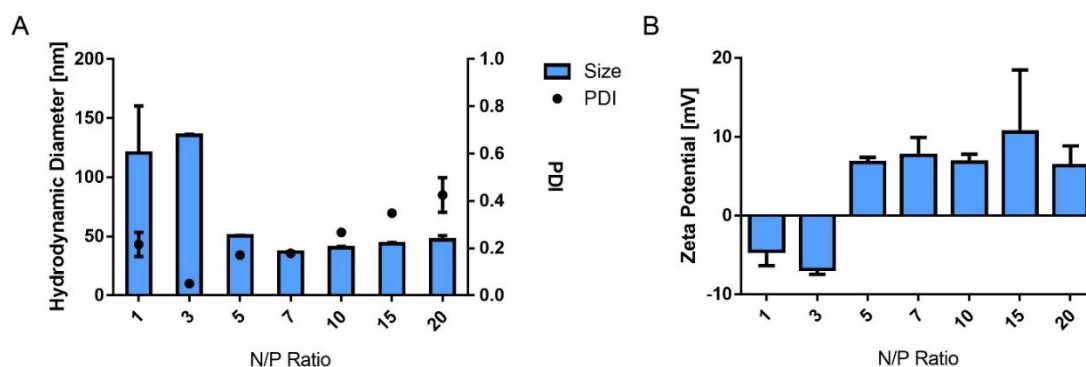 A
Hydrodynamic Diameter [nm]
200
150
100
50
0
1 3 5 7 10 15 20
N/P Ratio
1.0
0.8
0.6
0.4
0.2
0.0
PDI
Size
PDI
B
Zeta Potential [mV]
20
10
0
-10
1 3 5 7 10 15 20
N/P Ratio